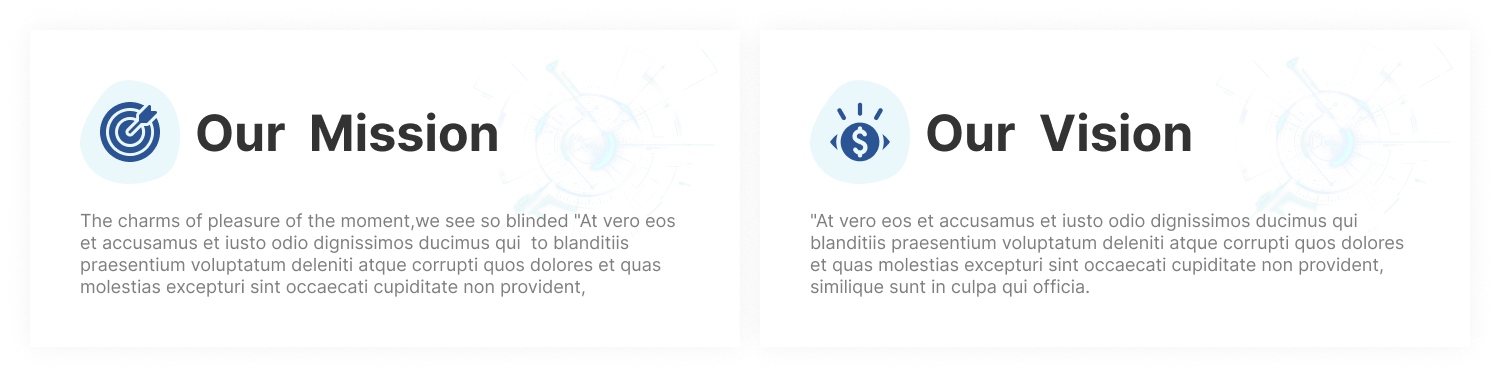 Our Mission
The charms of pleasure of the moment,we see so blinded "At vero eos
et accusamus et iusto odio dignissimos ducimus qui  to blanditiis
praesentium voluptatum deleniti atque corrupti quos dolores et quas
molestias excepturi sint occaecati cupiditate non provident,
Our Vision
"At vero eos et accusamus et iusto odio dignissimos ducimus qui
blanditiis praesentium voluptatum deleniti atque corrupti quos dolores
et quas molestias excepturi sint occaecati cupiditate non provident,
similique sunt in culpa qui officia.